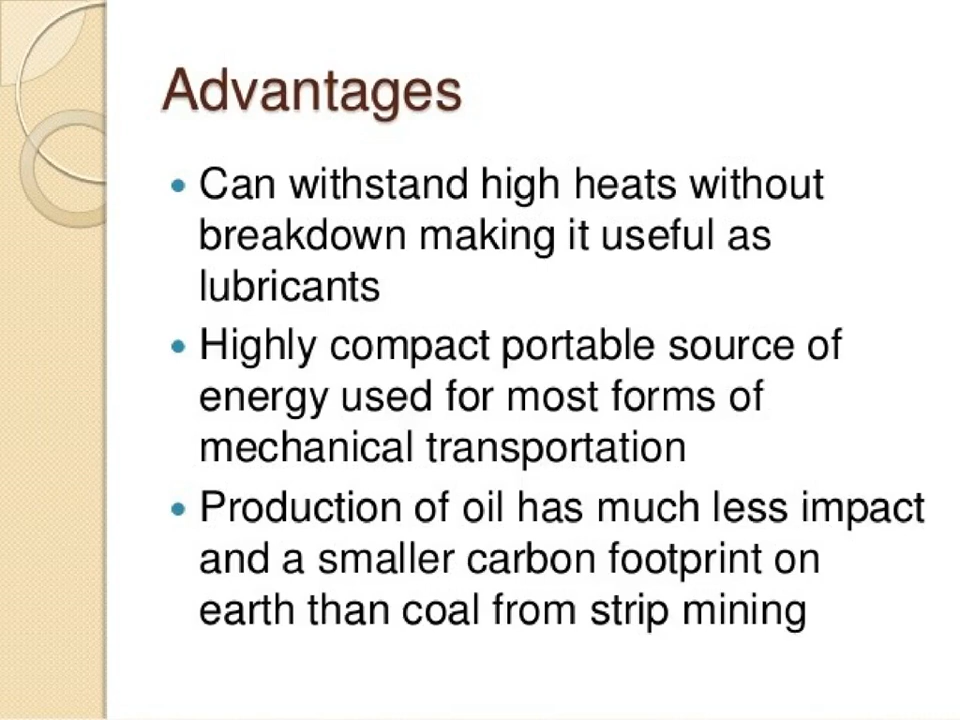 Advantages
Can withstand high heats without
breakdown making it useful as
lubricants
Highly compact portable source of
energy used for most forms of
mechanical transportation
Production of oil has much less impact
and a smaller carbon footprint on
earth than coal from strip mining